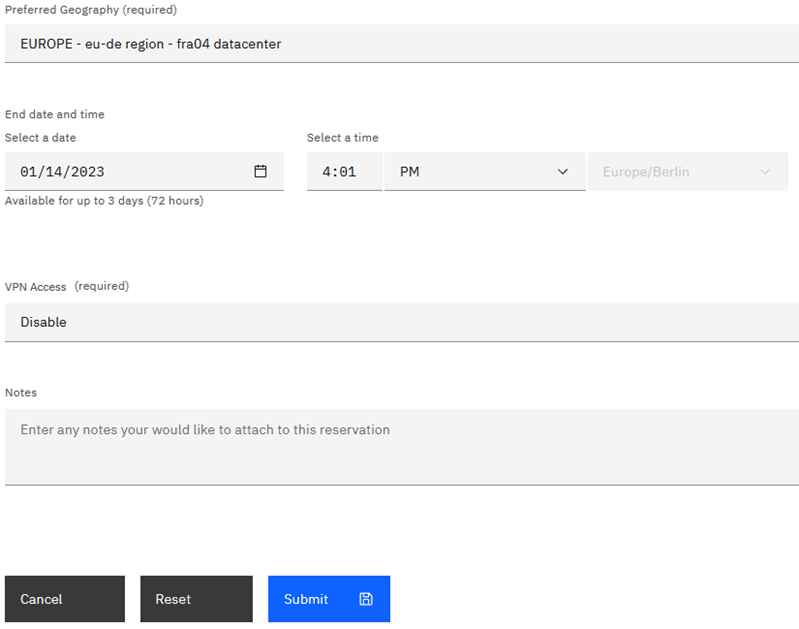 Preferred Geography (required)
EUROPE - eu-de region - fra04 datacenter
End date and time
Select a date
Select a time
01/14/2023
4:01
PM
Europe/Berlin
Available for up to 3 days (72 hours)
VPN Access (required)
Disable
Notes
Enter any notes your would like to attach to this reservation
Cancel
Reset
Submit